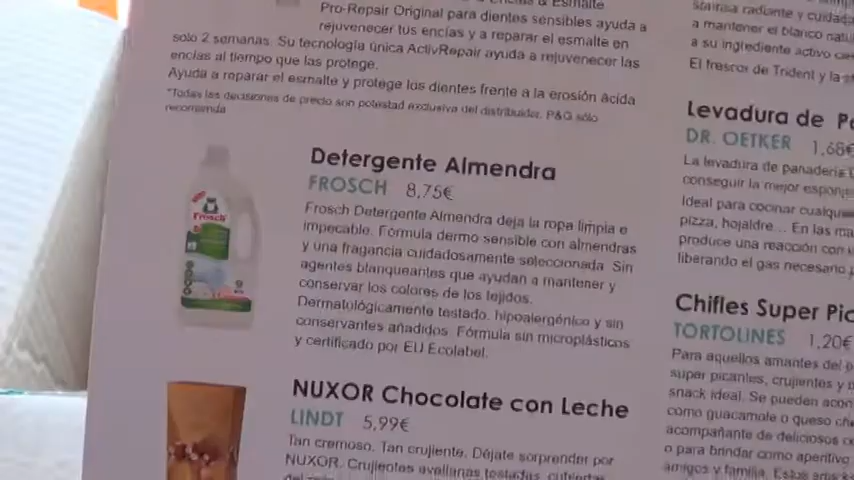 & Esmalte
Pro-Repair Original para dientes sensibles ayuda a
rejuvenecer tus encías y a reparar el esmalte en
solo 2 semanas. Su tecnología única ActivRepair ayuda a rejuvenecer las
encías al tiempo que las protege.
Ayuda a reparar el esmalte y protege los dientes frente a la erosión ácida
*Todas las decisiones de precio son potestad exclusiva del distribuidor. P&G sólo
recomienda
Detergente Almendra
FROSCH 8,75€
Frosch Detergente Almendra deja la ropa limpia e
impecable. Fórmula dermo-sensible con almendras
y una fragancia cuidadosamente seleccionada. Sin
agentes blanqueantes que ayudan a mantener y
conservar los colores de los tejidos.
Dermatológicamente testado, hipoalergénico y sin
conservantes añadidos. Fórmula sin microplásticos
y certificado por EU Ecolabel.
Frosch
NUXOR Chocolate con Leche
LINDT 5,99€
Tan cremoso. Tan crujiente. Déjate sorprender por
NUXOR. Crujientes avellanas tostadas, cubiertas
sonrisa radiante y cuidada
a mantener el blanco
a su ingrediente activo
El frescor de Trident y la
Levadura de
DR. OETKER 1,68€
La levadura de panadería
conseguir la mejor
Ideal para cocinar
pizza, hojaldre... En las
produce una reacción con
liberando el gas necesario
Chifles Super
TORTOLINES 1,20€
Para aquellos amantes del
super picantes, crujientes y
snack ideal. Se pueden
como guacamole o queso
acompañante de deliciosos
o para brindar como aperitivo
amigos y familia. Estos